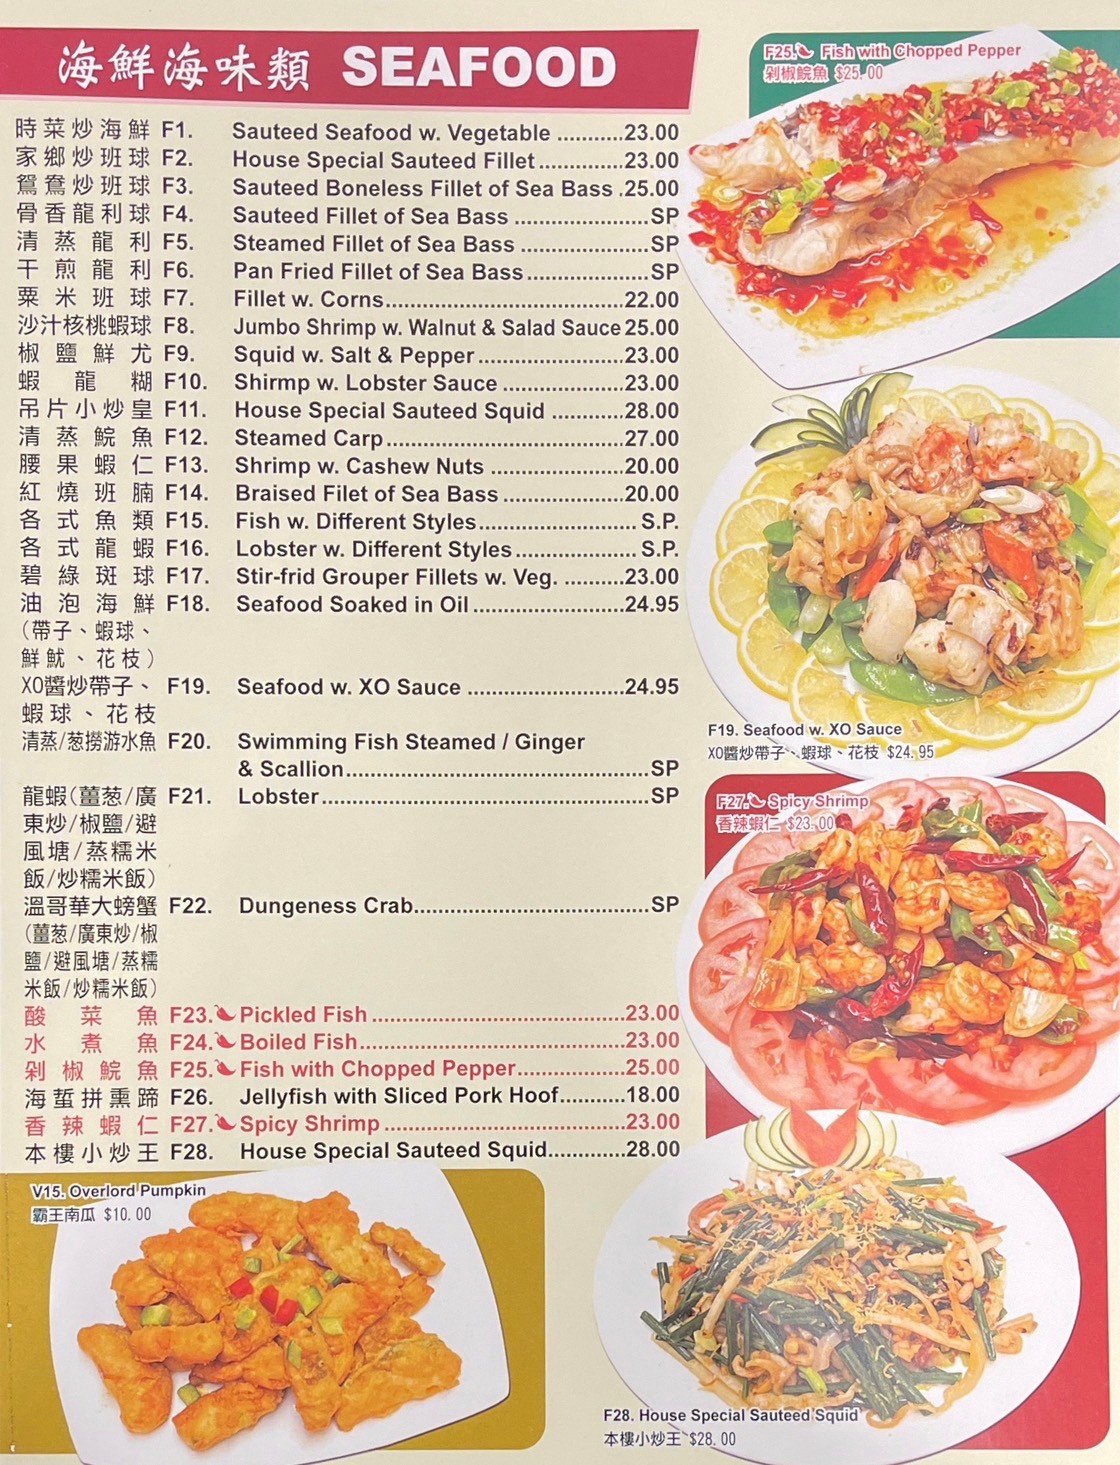 海鮮海味類 SEAFOOD
時菜炒海鮮 F1. Sauteed Seafood w. Vegetable ...........23.00
家鄉炒班球 F2. House Special Sauteed Fillet..............23.00
鴛鴦炒班球 F3. Sauteed Boneless Fillet of Sea Bass .25.00
骨香龍利球 F4. Sauteed Fillet of Sea Bass ......................SP
清蒸龍利 F5. Steamed Fillet of Sea Bass .....................SP
干煎龍利 F6. Pan Fried Fillet of Sea Bass....................SP
粟米班球 F7. Fillet w. Corns.......................................22.00
沙汁核桃蝦球 F8. Jumbo Shrimp w. Walnut & Salad Sauce 25.00
椒鹽鮮尤 F9. Squid w. Salt & Pepper........................23.00
蝦龍糊 F10. Shirmp w. Lobster Sauce ....................23.00
吊片小炒皇 F11. House Special Sauteed Squid ............28.00
清蒸鯇魚 F12. Steamed Carp.......................................27.00
腰果蝦仁 F13. Shrimp w. Cashew Nuts ......................20.00
紅燒班腩 F14. Braised Filet of Sea Bass ....................20.00
各式魚類 F15. Fish w. Different Styles.......................... S.P.
各式龍蝦 F16. Lobster w. Different Styles.................... S.P.
碧綠斑球 F17. Stir-frid Grouper Fillets w. Veg. ..........23.00
油泡海鮮 F18. Seafood Soaked in Oil.........................24.95
(帶子、蝦球、
鮮魷、花枝)
XO醬炒帶子、 F19. Seafood w. XO Sauce ..........................24.95
蝦球、花枝
清蒸/葱撈游水魚 F20. Swimming Fish Steamed / Ginger
& Scallion..................................................SP
龍蝦(薑葱/廣 F21. Lobster......................................................SP
東炒/椒鹽/避
風塘/蒸糯米
飯/炒糯米飯)
溫哥華大螃蟹 F22. Dungeness Crab.......................................SP
(薑葱/廣東炒/椒
鹽/避風塘/蒸糯
米飯/炒糯米飯)
酸菜魚 F23. Pickled Fish ..........................................23.00
水煮魚 F24. Boiled Fish............................................23.00
剁椒鯇魚 F25. Fish with Chopped Pepper..................25.00
海蜇拼熏蹄 F26. Jellyfish with Sliced Pork Hoof...........18.00
香辣蝦仁 F27. Spicy Shrimp ........................................23.00
本樓小炒王 F28. House Special Sauteed Squid.............28.00
F25. Fish with Chopped Pepper
剁椒鯇魚 $25.00
F19. Seafood w. XO Sauce
XO醬炒帶子、蝦球、花枝 $24.95
F27. Spicy Shrimp
香辣蝦仁 $23.00
V15. Overlord Pumpkin
霸王南瓜 $10.00
F28. House Special Sauteed Squid
本樓小炒王 $28.00